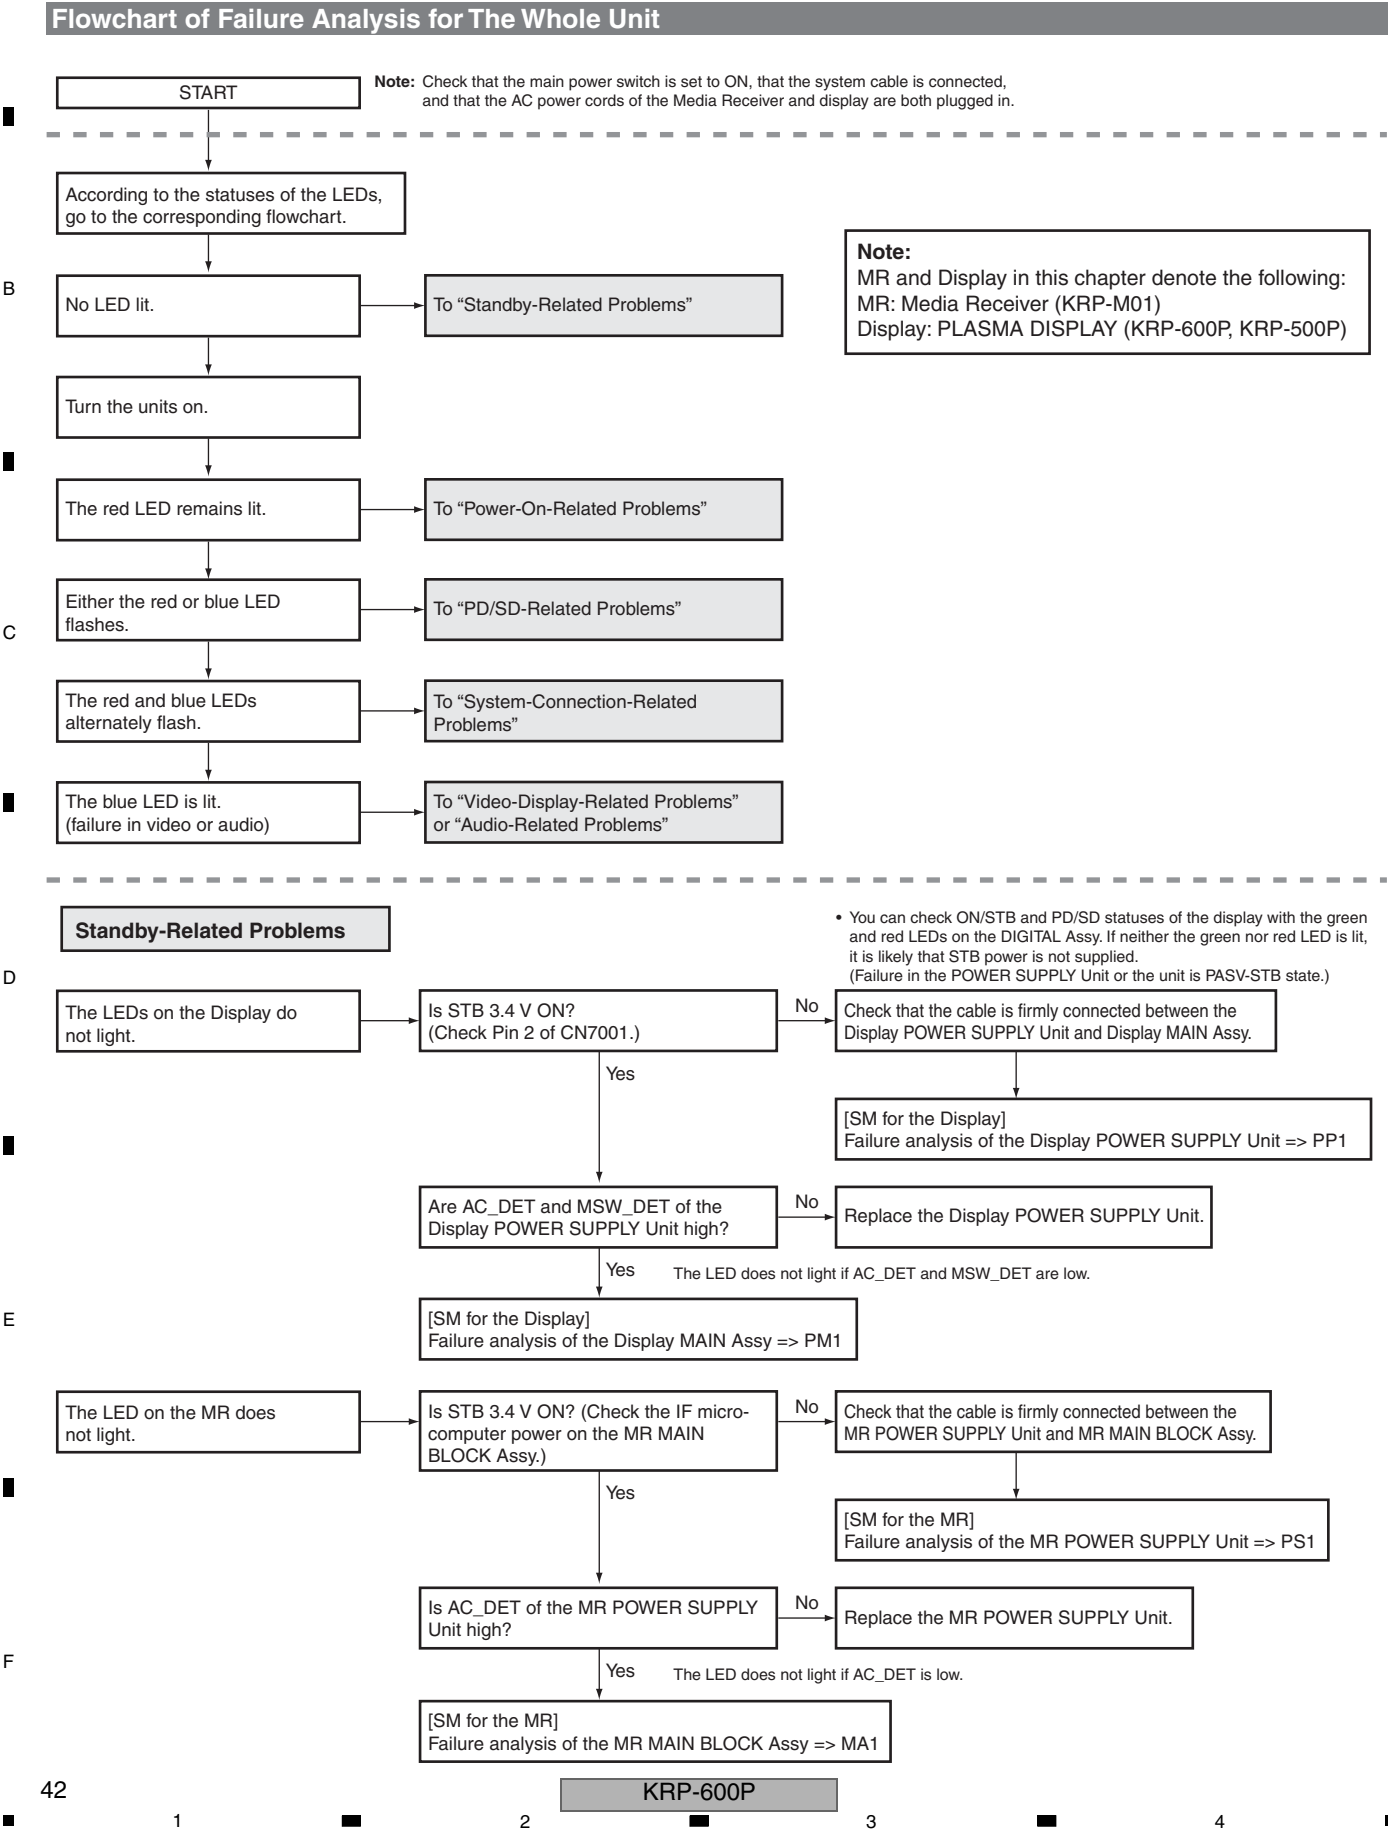 Flowchart of Failure Analysis for The Whole Unit
START
Note: Check that the main power switch is set to ON, that the system cable is connected,
and that the AC power cords of the Media Receiver and display are both plugged in.
According to the statuses of the LEDs,
go to the corresponding flowchart.
Note:
MR and Display in this chapter denote the following:
MR: Media Receiver (KRP-M01)
Display: PLASMA DISPLAY (KRP-600P, KRP-500P)
B
No LED lit.
To “Standby-Related Problems”
Turn the units on.
The red LED remains lit.
To “Power-On-Related Problems”
Either the red or blue LED
flashes.
To “PD/SD-Related Problems”
C
The red and blue LEDs
alternately flash.
To “System-Connection-Related
Problems”
The blue LED is lit.
(failure in video or audio)
To “Video-Display-Related Problems”
or “Audio-Related Problems”
Standby-Related Problems
• You can check ON/STB and PD/SD statuses of the display with the green
and red LEDs on the DIGITAL Assy. If neither the green nor red LED is lit,
it is likely that STB power is not supplied.
(Failure in the POWER SUPPLY Unit or the unit is PASV-STB state.)
D
The LEDs on the Display do
not light.
Is STB 3.4 V ON?
(Check Pin 2 of CN7001.)
No
Check that the cable is firmly connected between the
Display POWER SUPPLY Unit and Display MAIN Assy.
Yes
[SM for the Display]
Failure analysis of the Display POWER SUPPLY Unit => PP1
Are AC_DET and MSW_DET of the
Display POWER SUPPLY Unit high?
No
Replace the Display POWER SUPPLY Unit.
Yes
The LED does not light if AC_DET and MSW_DET are low.
E
[SM for the Display]
Failure analysis of the Display MAIN Assy => PM1
The LED on the MR does
not light.
Is STB 3.4 V ON? (Check the IF micro-
computer power on the MR MAIN
BLOCK Assy.)
No
Check that the cable is firmly connected between the
MR POWER SUPPLY Unit and MR MAIN BLOCK Assy.
Yes
[SM for the MR]
Failure analysis of the MR POWER SUPPLY Unit => PS1
Is AC_DET of the MR POWER SUPPLY
Unit high?
No
Replace the MR POWER SUPPLY Unit.
F
Yes
The LED does not light if AC_DET is low.
[SM for the MR]
Failure analysis of the MR MAIN BLOCK Assy => MA1
42
KRP-600P
1
2
3
4